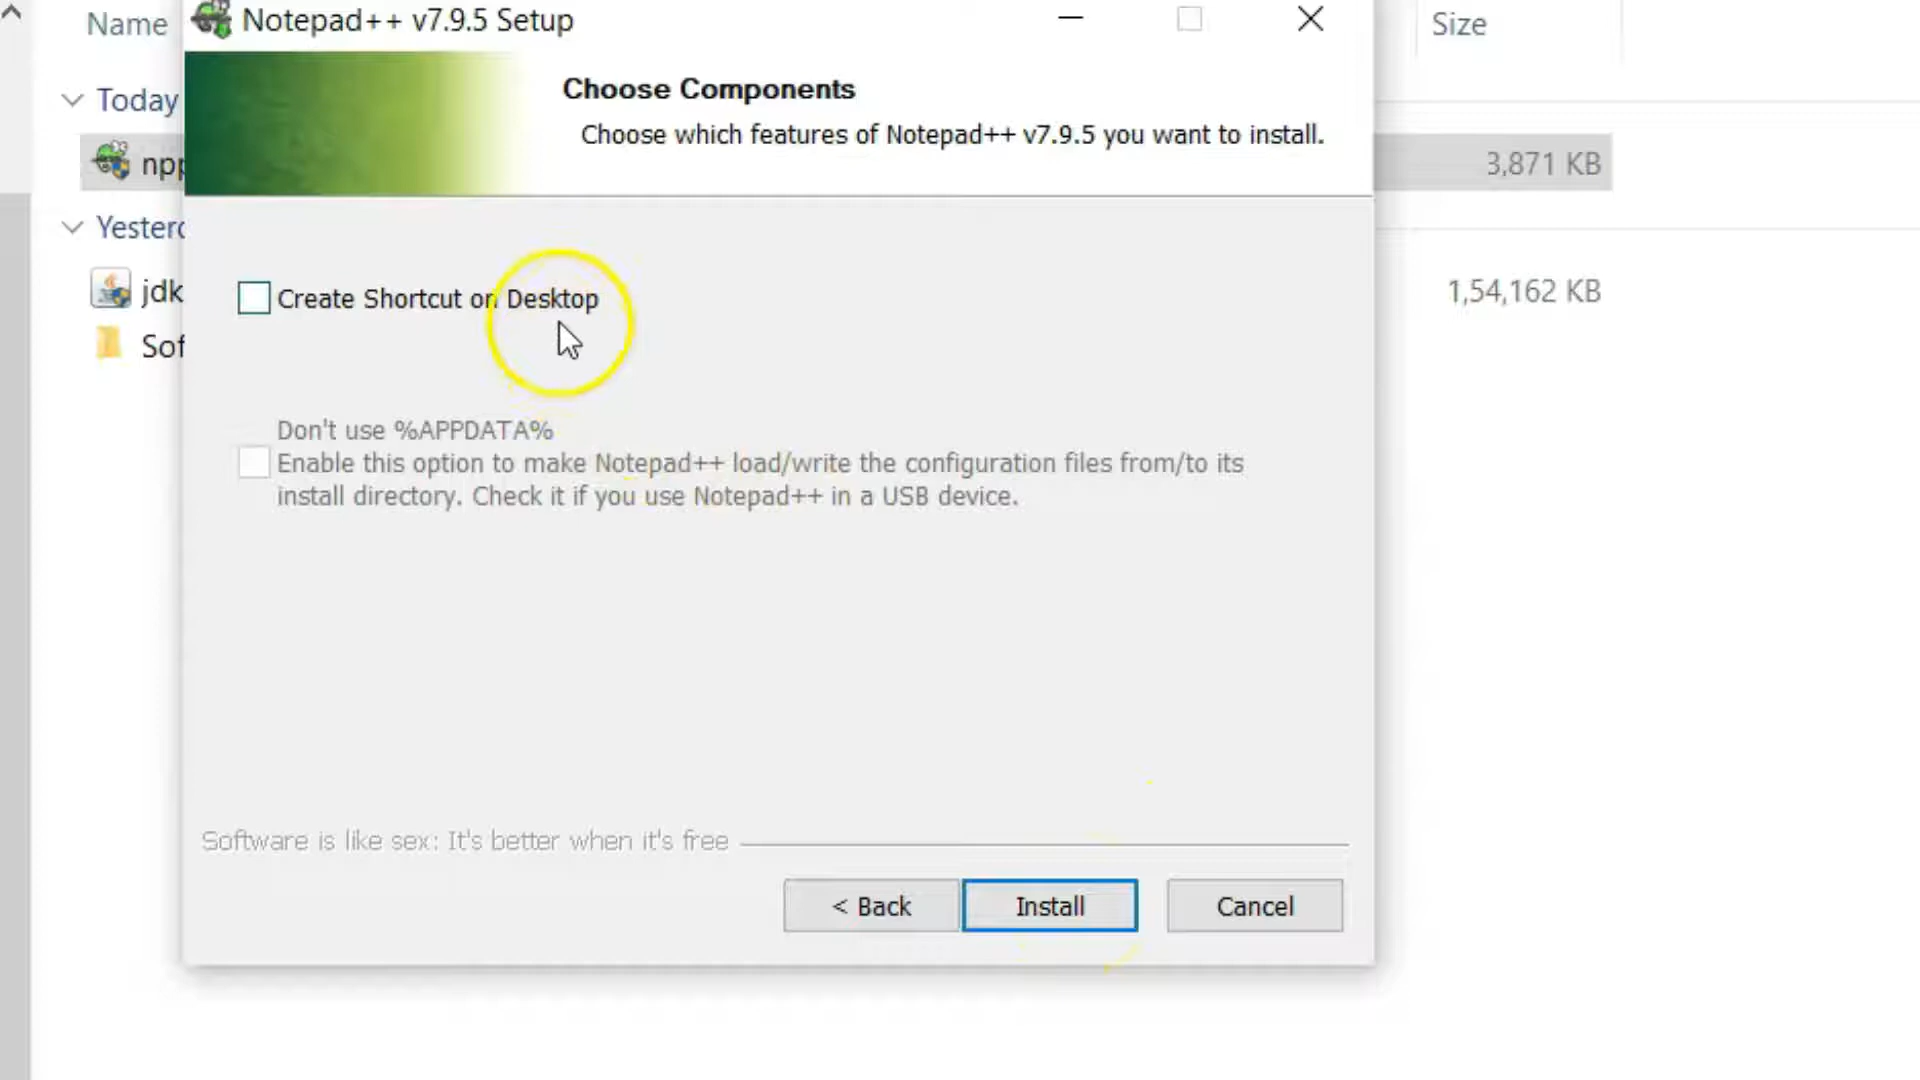 Name
Notepad++ v7.9.5 Setup
Size
Choose Components
Today
Choose which features of Notepad++ v7.9.5 you want to install.
npp
3,871 KB
Yesterd
jdk
1,54,162 KB
Create Shortcut on Desktop
Sof
Don't use %APPDATA%
Enable this option to make Notepad++ load/write the configuration files from/to its
install directory. Check it if you use Notepad++ in a USB device.
Software is like sex: It's better when it's free
< Back
Install
Cancel